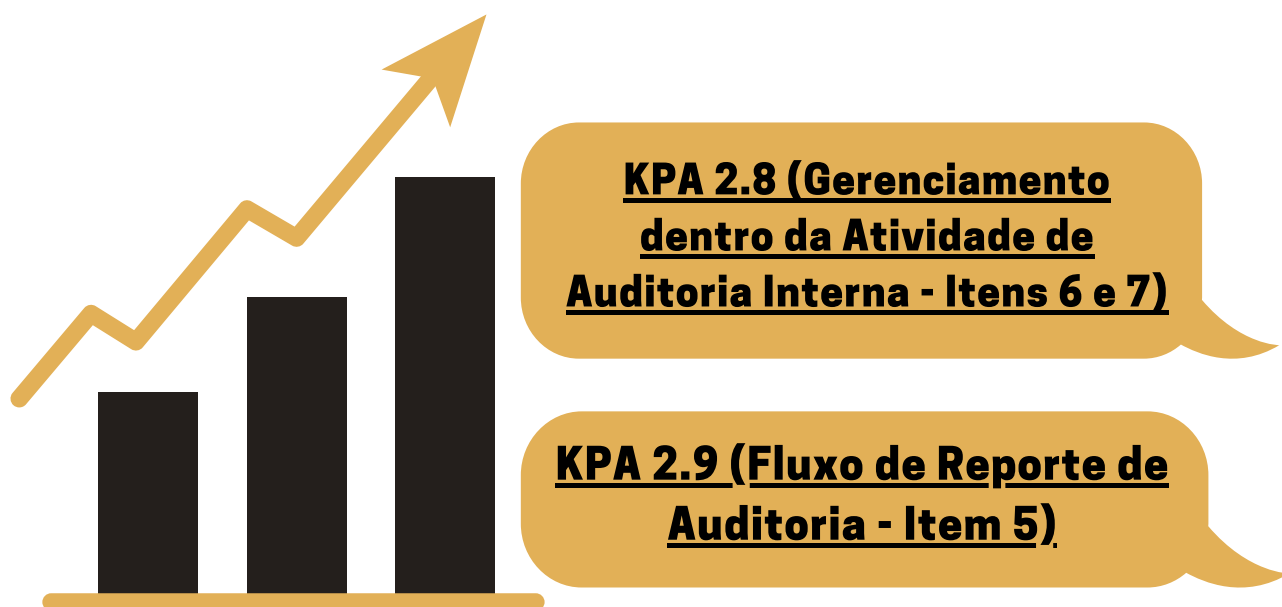 KPA 2.8 (Gerenciamento
dentro da Atividade de
Auditoria Interna - Itens 6 e 7)
KPA 2.9 (Fluxo de Reporte de
Auditoria - Item 5)